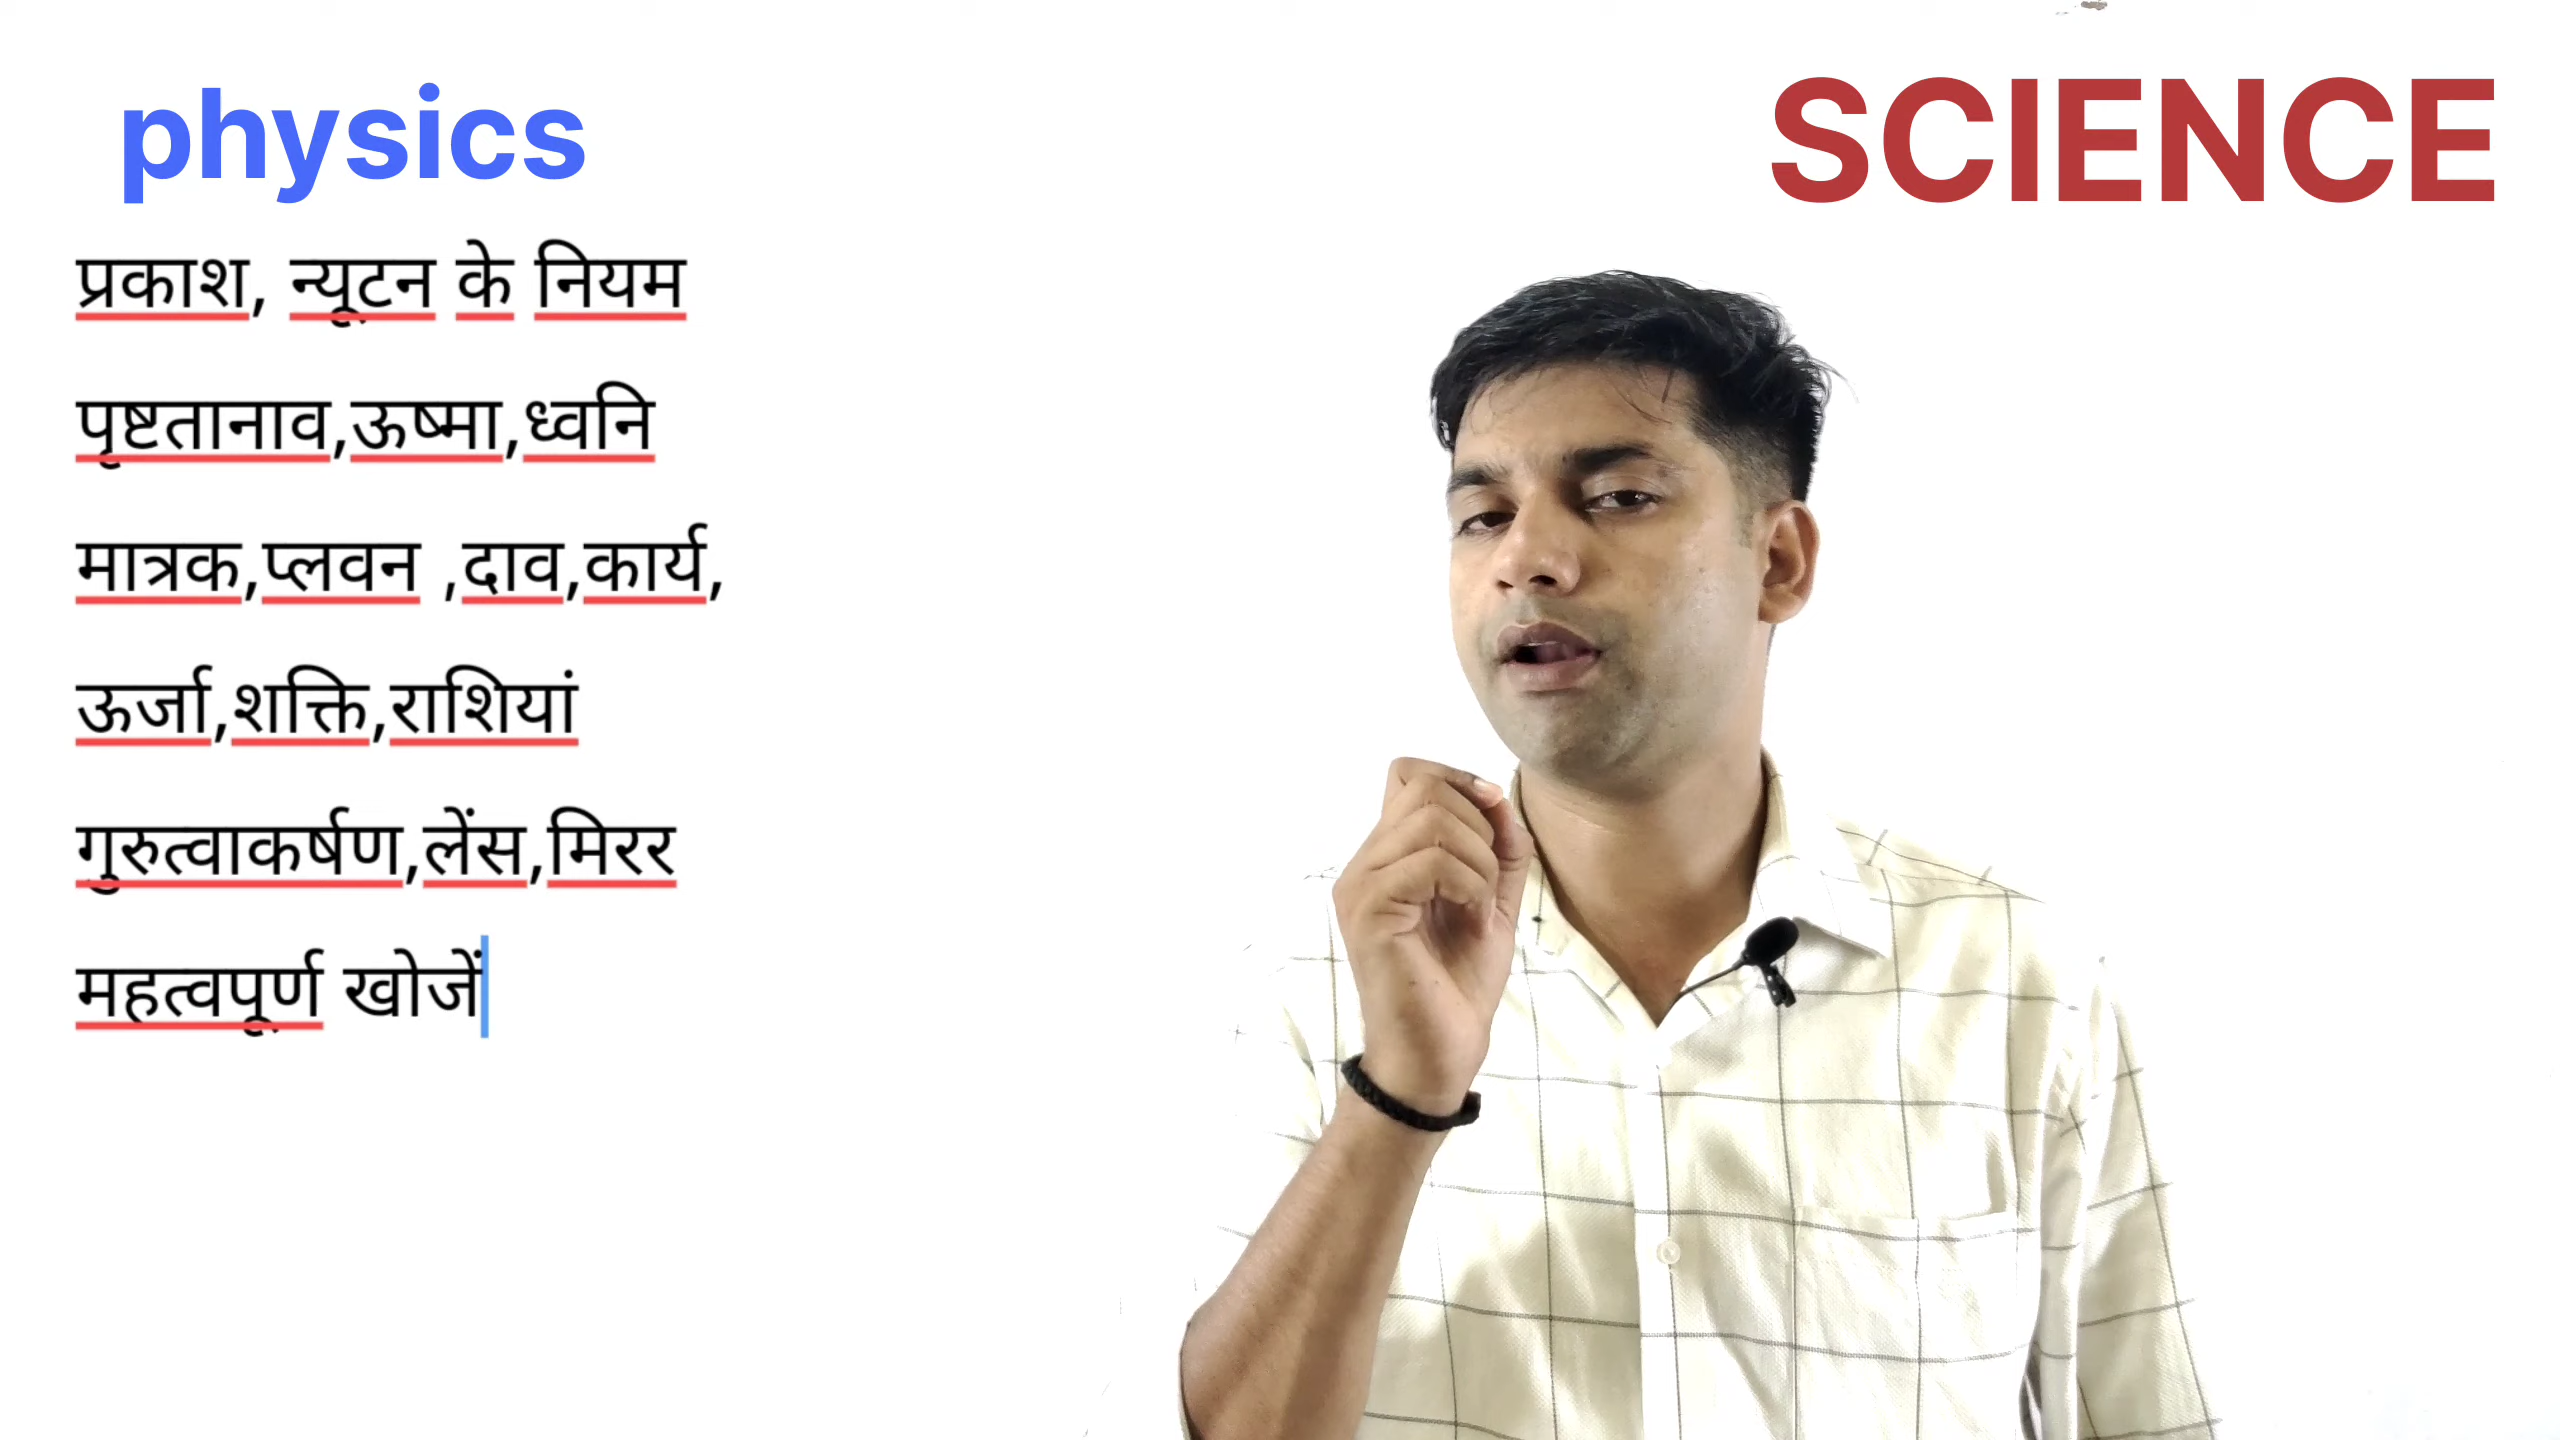 physics
SCIENCE
प्रकाश, न्यूटन के नियम
पृष्टतानाव,ऊष्मा,ध्वनि
मात्रक,प्लवन ,दाव,कार्य,
ऊर्जा,शक्ति,राशियां
गुरुत्वाकर्षण,लेंस,मिरर
महत्वपूर्ण खोजें